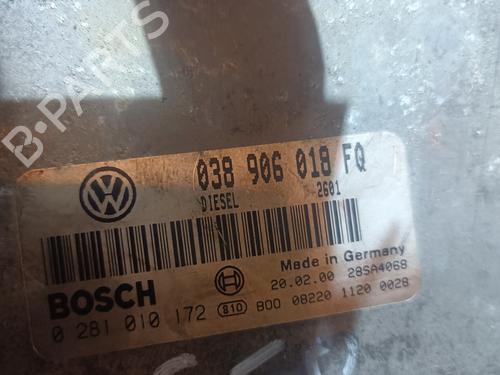 B-PARTS
038 906 018 FQ
DIESEL 2601
Made in Germany
BOSCH 20.02.00 28SA4068
0 281 010 172 810 B00 08220 1120 0028